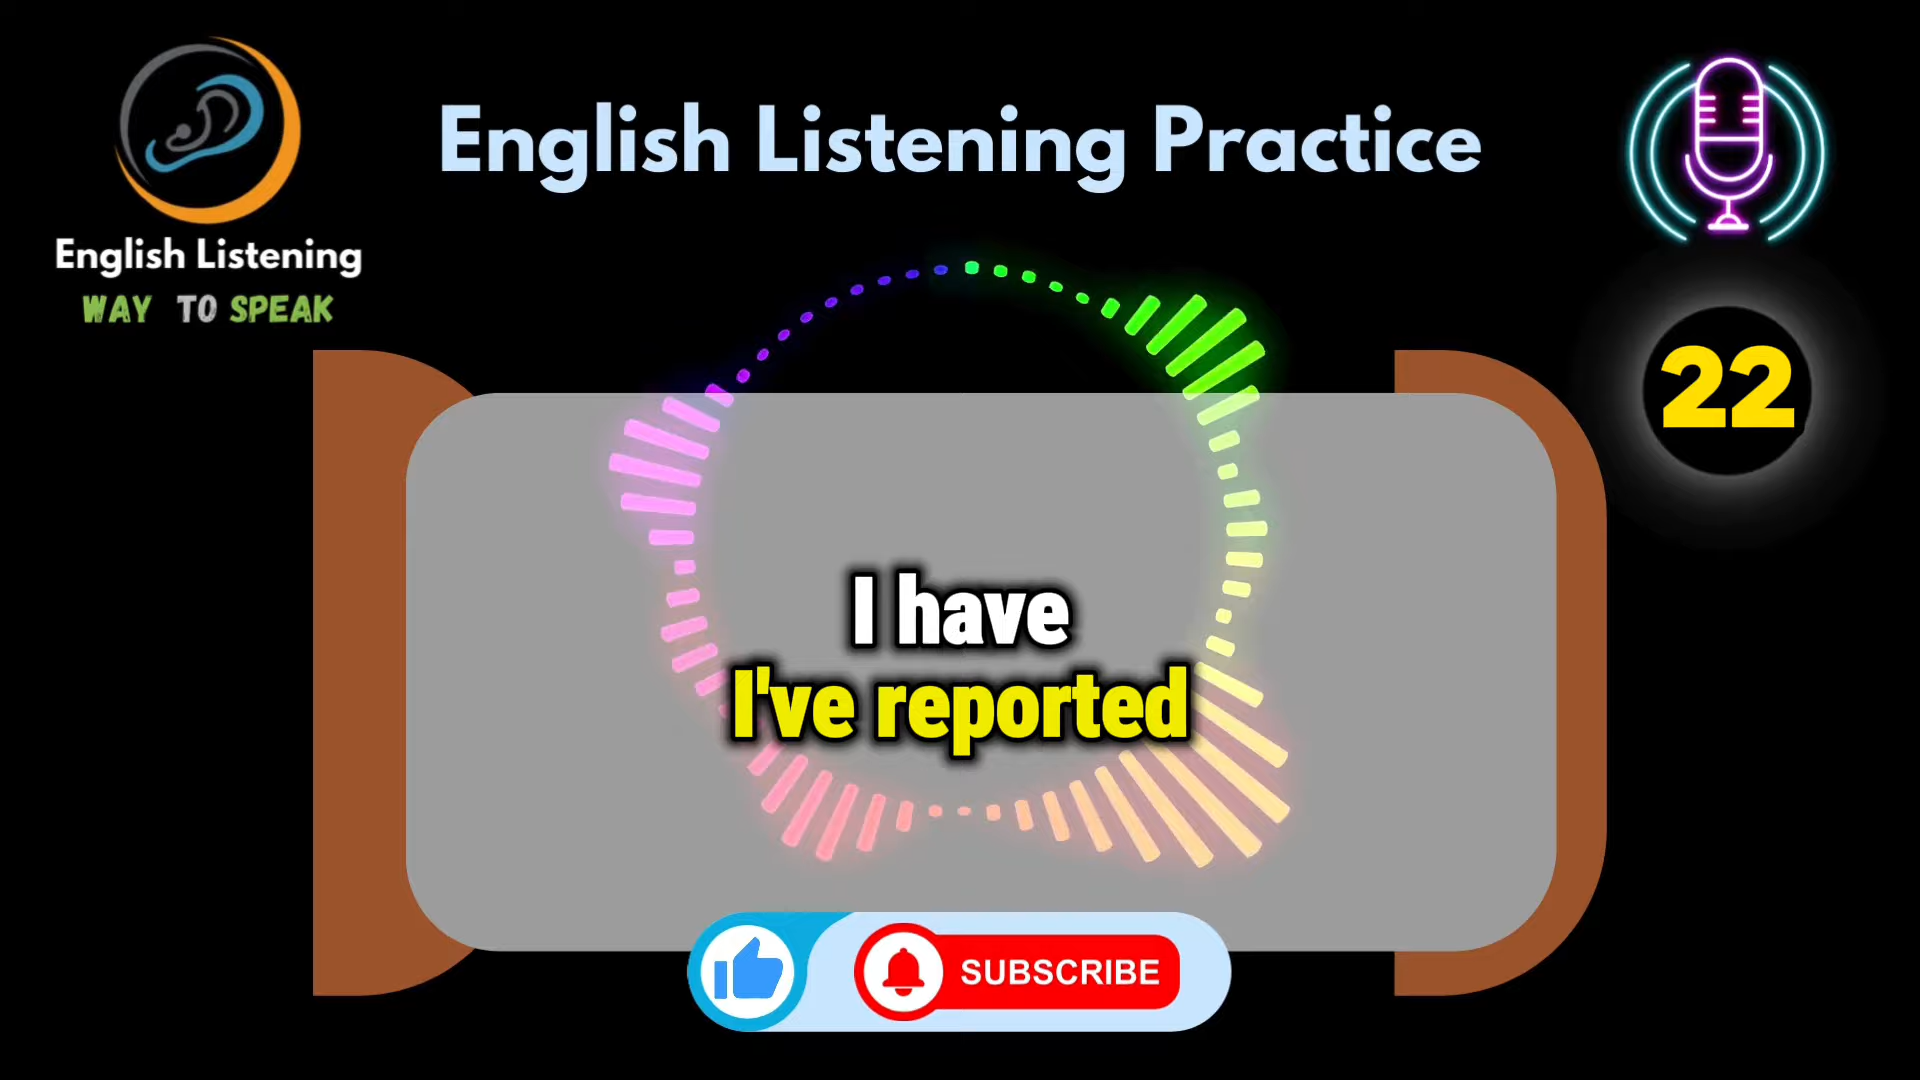 English Listening Practice
English Listening
WAY TO SPEAK
22
I have
I've reported
SUBSCRIBE